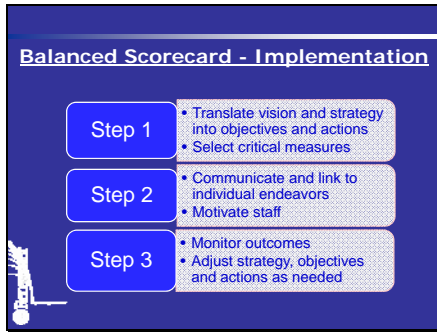 Balanced Scorecard - Implementation
Step 1
• Translate vision and strategy
into objectives and actions
• Select critical measures
Step 2
• Communicate and link to
individual endeavors
• Motivate staff
Step 3
• Monitor outcomes
• Adjust strategy, objectives
and actions as needed